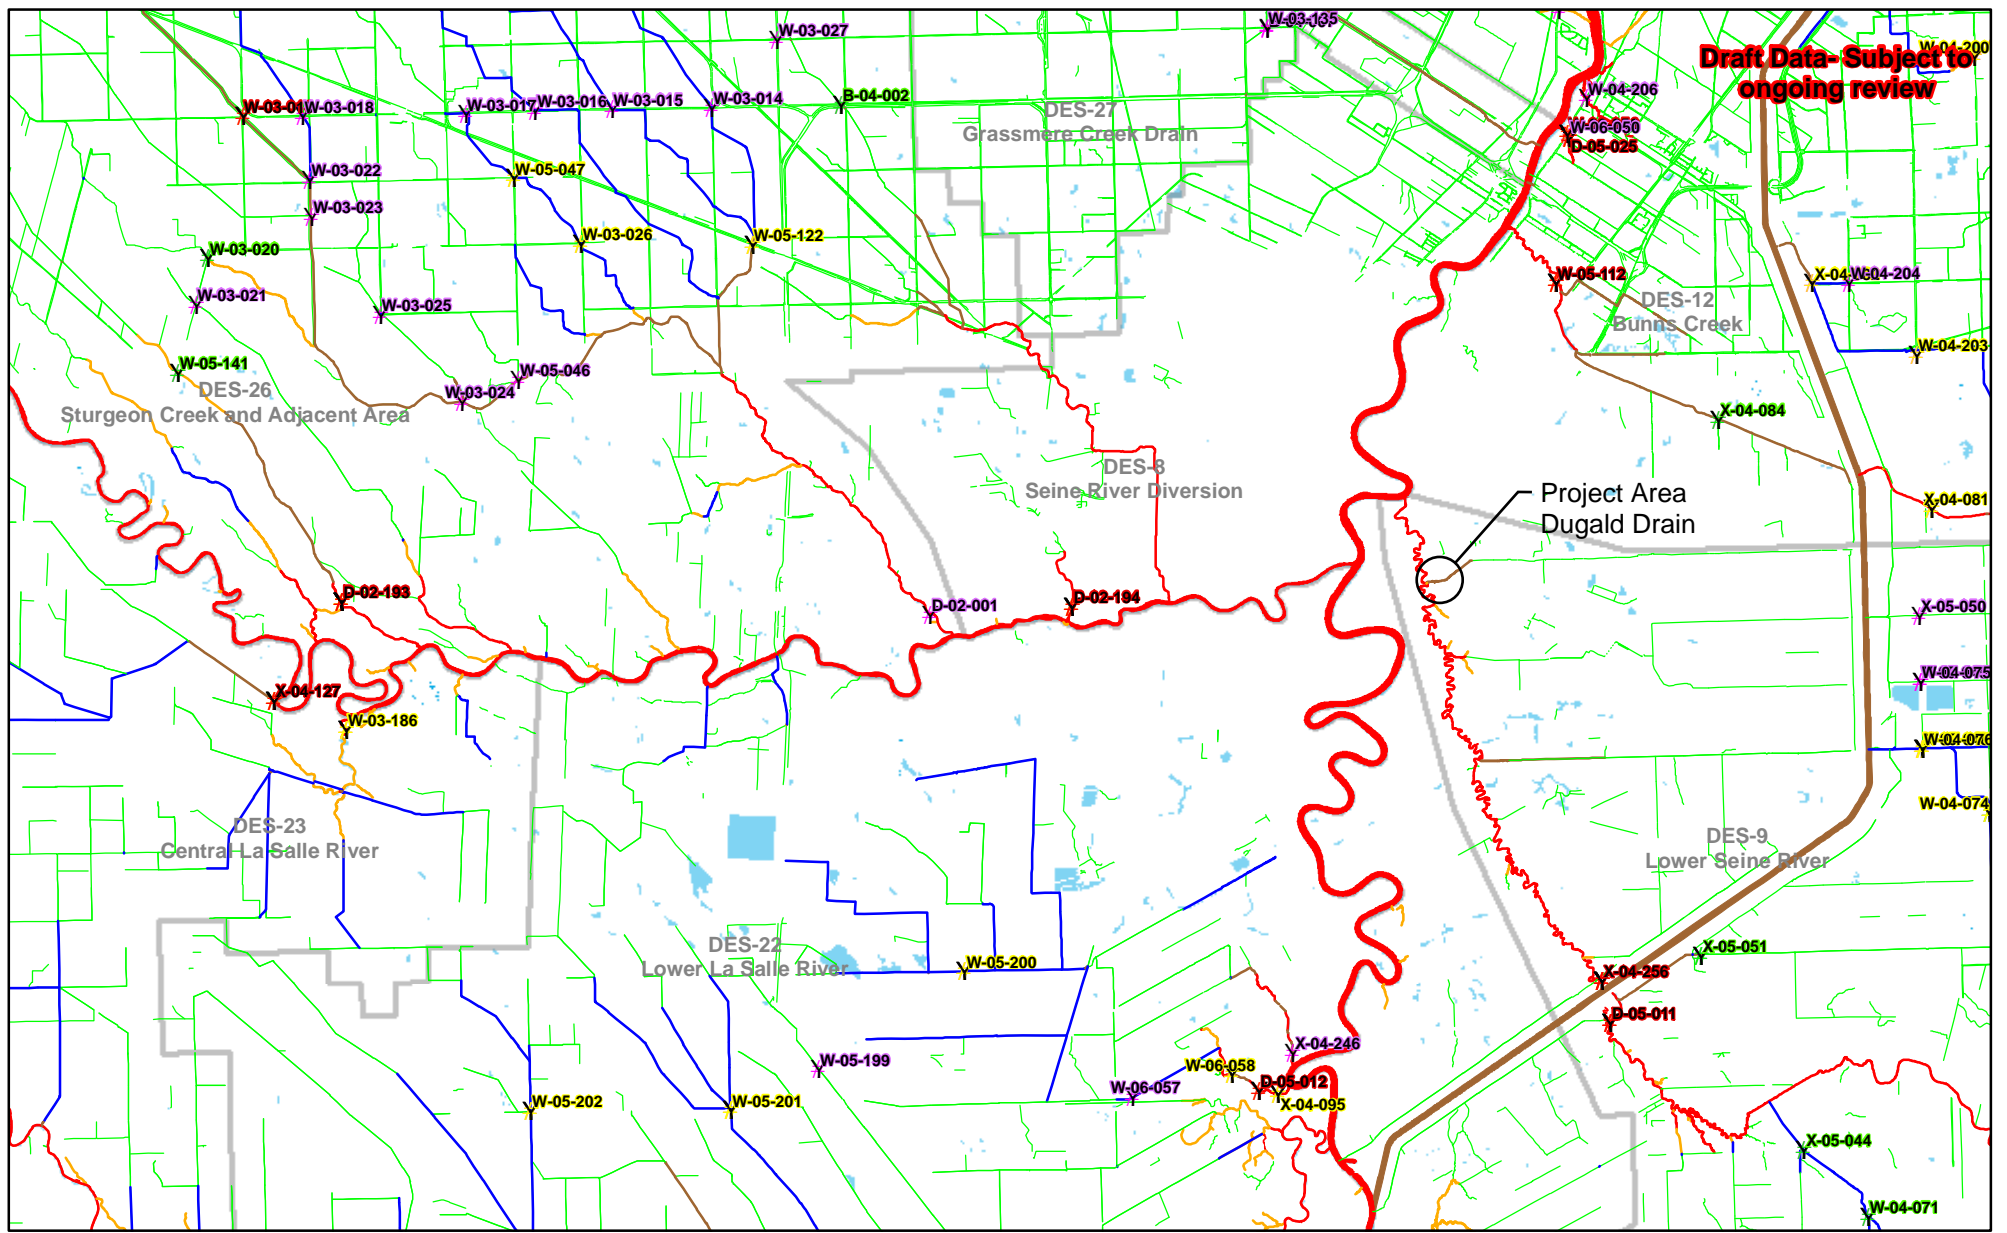 W-03-135
W-03-027
Draft Data- Subject to
ongoing review
W-04-200
W-04-206
W-03-018
W-03-017
W-03-016
W-03-015
W-03-014
B-04-002
DES-27
Grassmere Creek Drain
W-06-050
D-05-025
W-03-022
W-05-047
W-03-023
W-03-020
W-03-026
W-05-122
W-03-021
W-03-025
W-05-112
W-04-204
DES-12
Bunns Creek
W-04-203
W-05-141
W-05-046
DES-26
Sturgeon Creek and Adjacent Area
W-03-024
X-04-084
DES-8
Seine River Diversion
Project Area
Dugald Drain
X-04-081
D-02-193
D-02-001
D-02-194
X-05-050
W-04-075
X-04-127
W-03-186
W-04-074
DES-23
Central La Salle River
DES-9
Lower Seine River
DES-22
Lower La Salle River
W-05-200
X-05-051
X-04-256
D-05-011
X-04-246
W-05-199
W-06-058
W-06-057
D-05-012
X-04-095
W-05-202
W-05-201
X-05-044
W-04-071